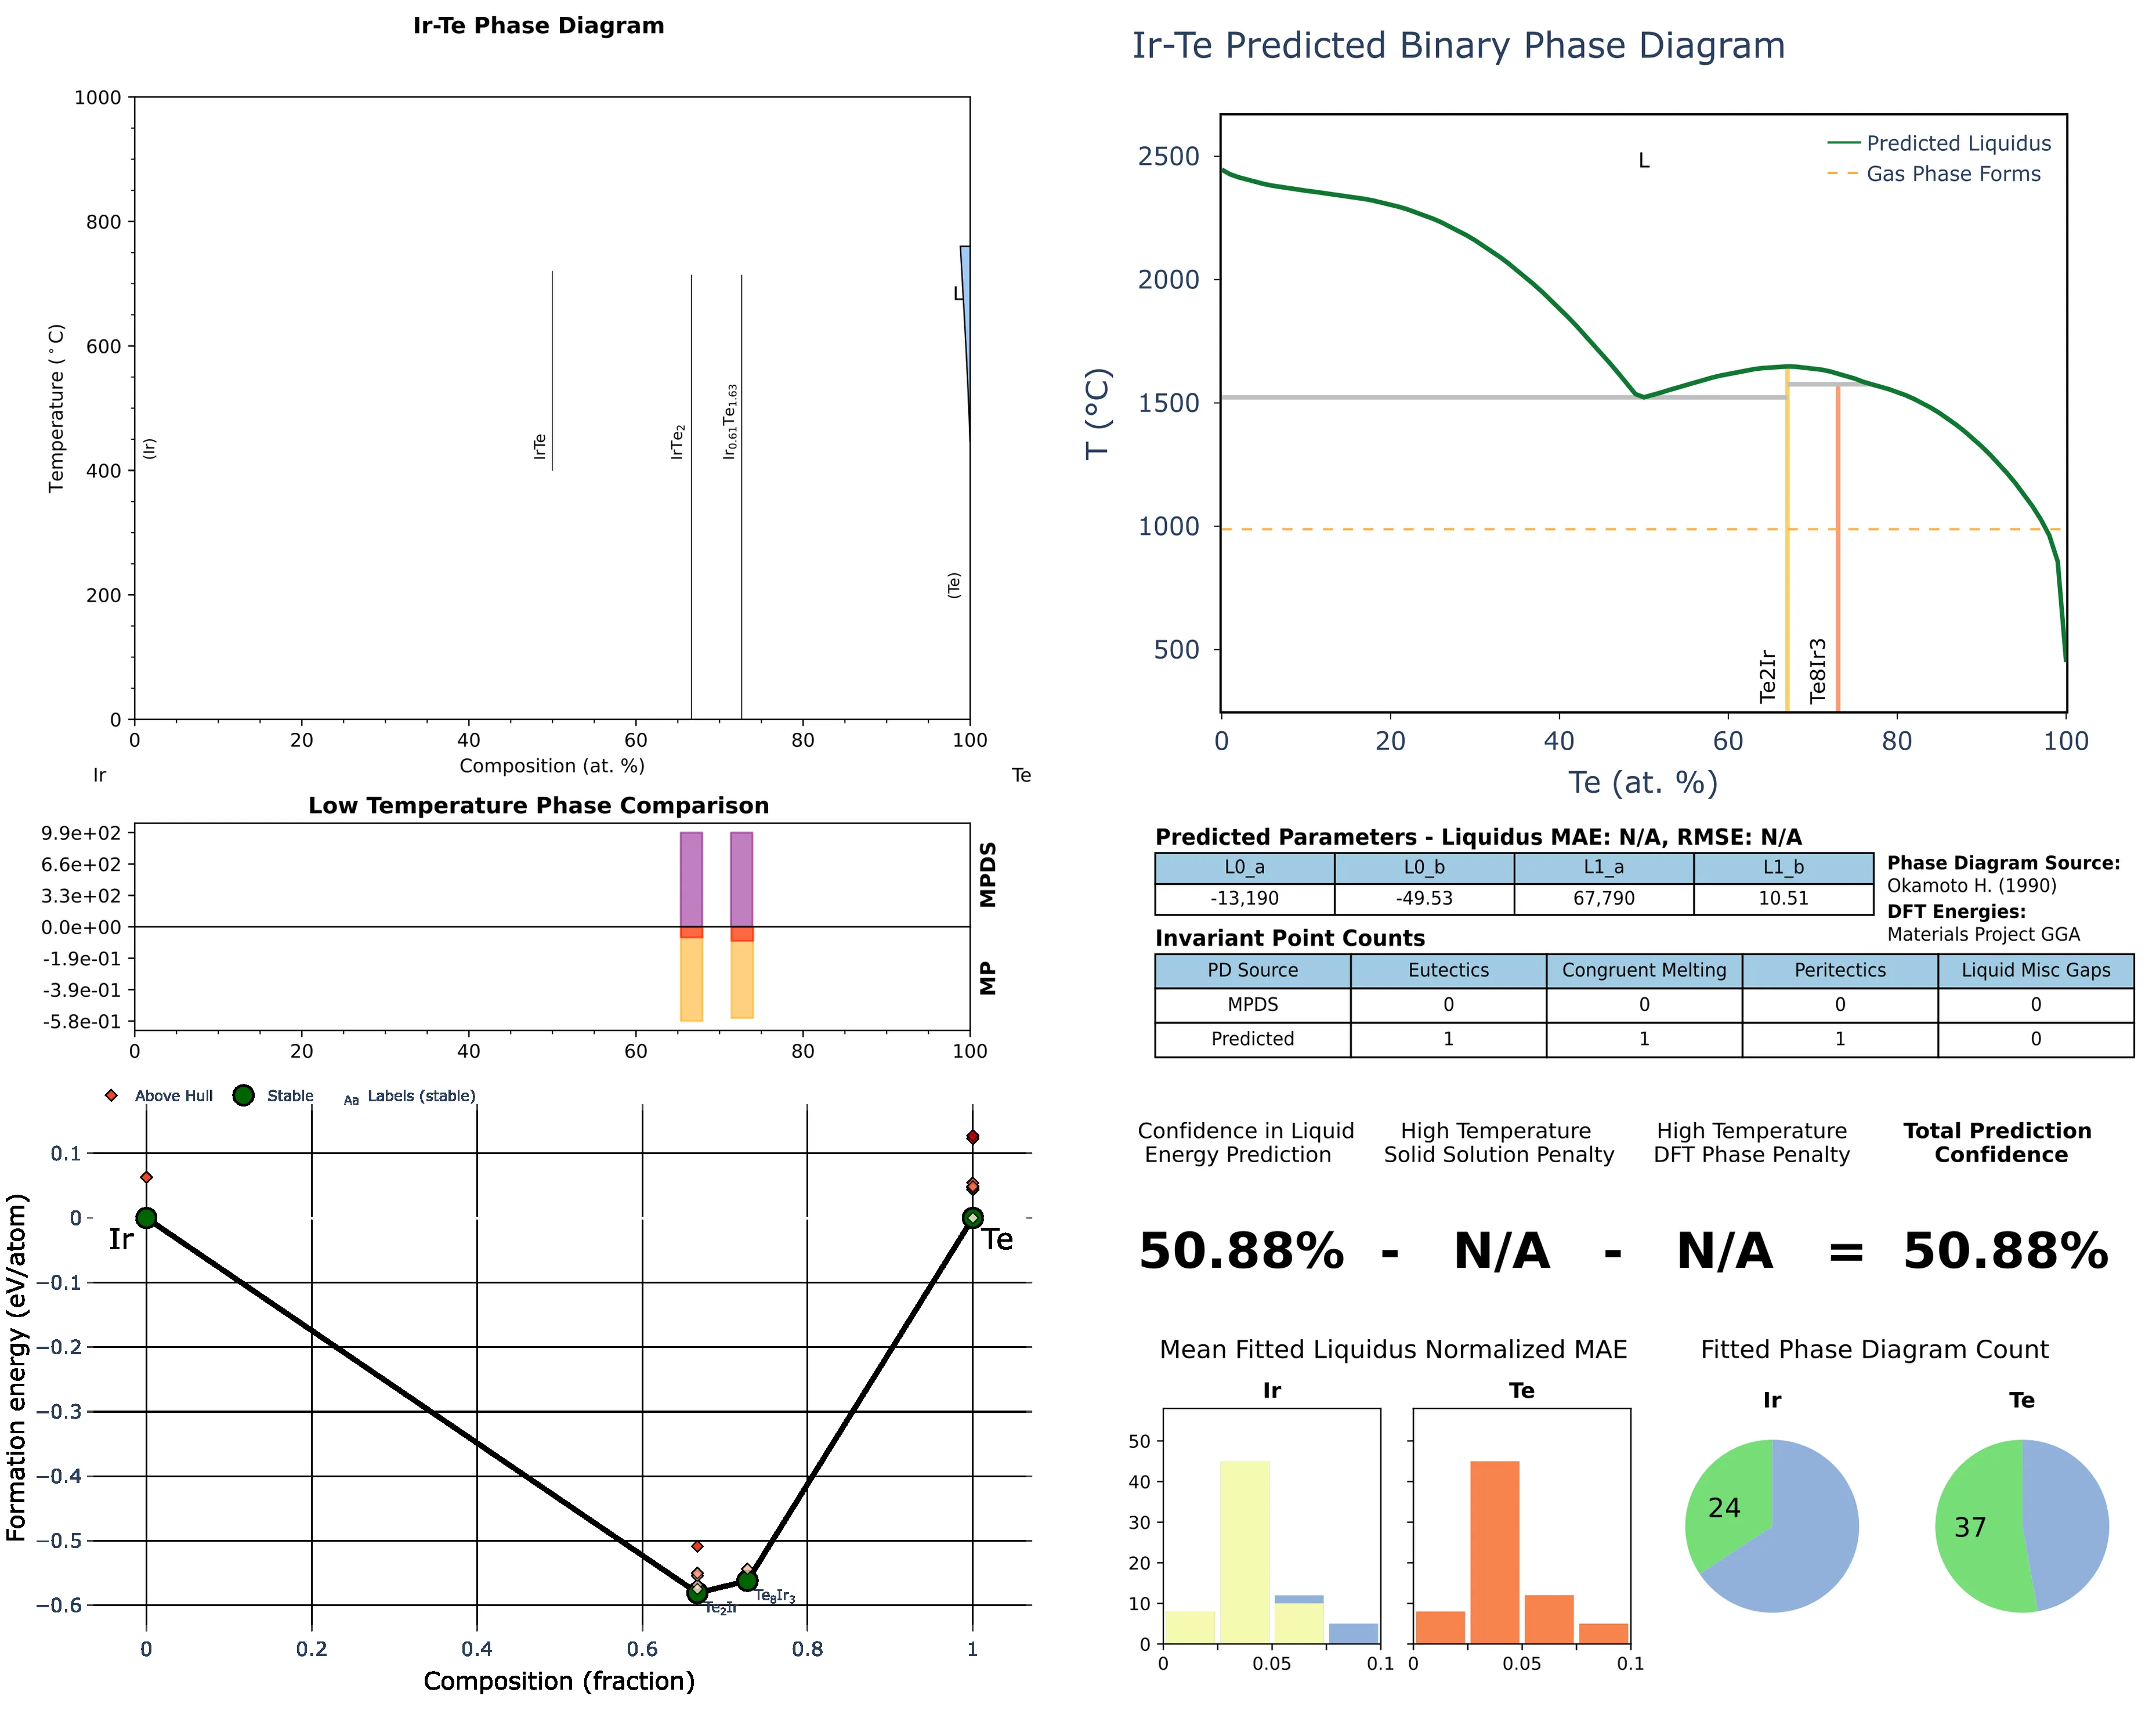 Ir-Te Phase Diagram
1000
800
600
400
200
0
Temperature (°C)
(Ir)
IrTe
IrTe2
Ir0.61Te1.63
L
(Te)
0 20 40 60 80 100
Composition (at. %)
Ir Te
Low Temperature Phase Comparison
9.9e+02
6.6e+02
3.3e+02
0.0e+00
-1.9e-01
-3.9e-01
-5.8e-01
MPDS
MP
0 20 40 60 80 100
Above Hull Stable Aa Labels (stable)
0.1
0
−0.1
−0.2
−0.3
−0.4
−0.5
−0.6
Formation energy (eV/atom)
Ir
Te
Te2Ir
Te8Ir3
0 0.2 0.4 0.6 0.8 1
Composition (fraction)
Ir-Te Predicted Binary Phase Diagram
2500
2000
1500
1000
500
T (°C)
L
Predicted Liquidus
Gas Phase Forms
Te2Ir
Te8Ir3
0 20 40 60 80 100
Te (at. %)
Predicted Parameters - Liquidus MAE: N/A, RMSE: N/A
L0_a L0_b L1_a L1_b
-13,190 -49.53 67,790 10.51
Phase Diagram Source:
Okamoto H. (1990)
DFT Energies:
Materials Project GGA
Invariant Point Counts
PD Source Eutectics Congruent Melting Peritectics Liquid Misc Gaps
MPDS 0 0 0 0
Predicted 1 1 1 0
Confidence in Liquid
Energy Prediction
High Temperature
Solid Solution Penalty
High Temperature
DFT Phase Penalty
Total Prediction
Confidence
50.88% - N/A - N/A = 50.88%
Mean Fitted Liquidus Normalized MAE
Ir Te
50
40
30
20
10
0
0 0.05 0.1
0 0.05 0.1
Fitted Phase Diagram Count
Ir Te
24
37